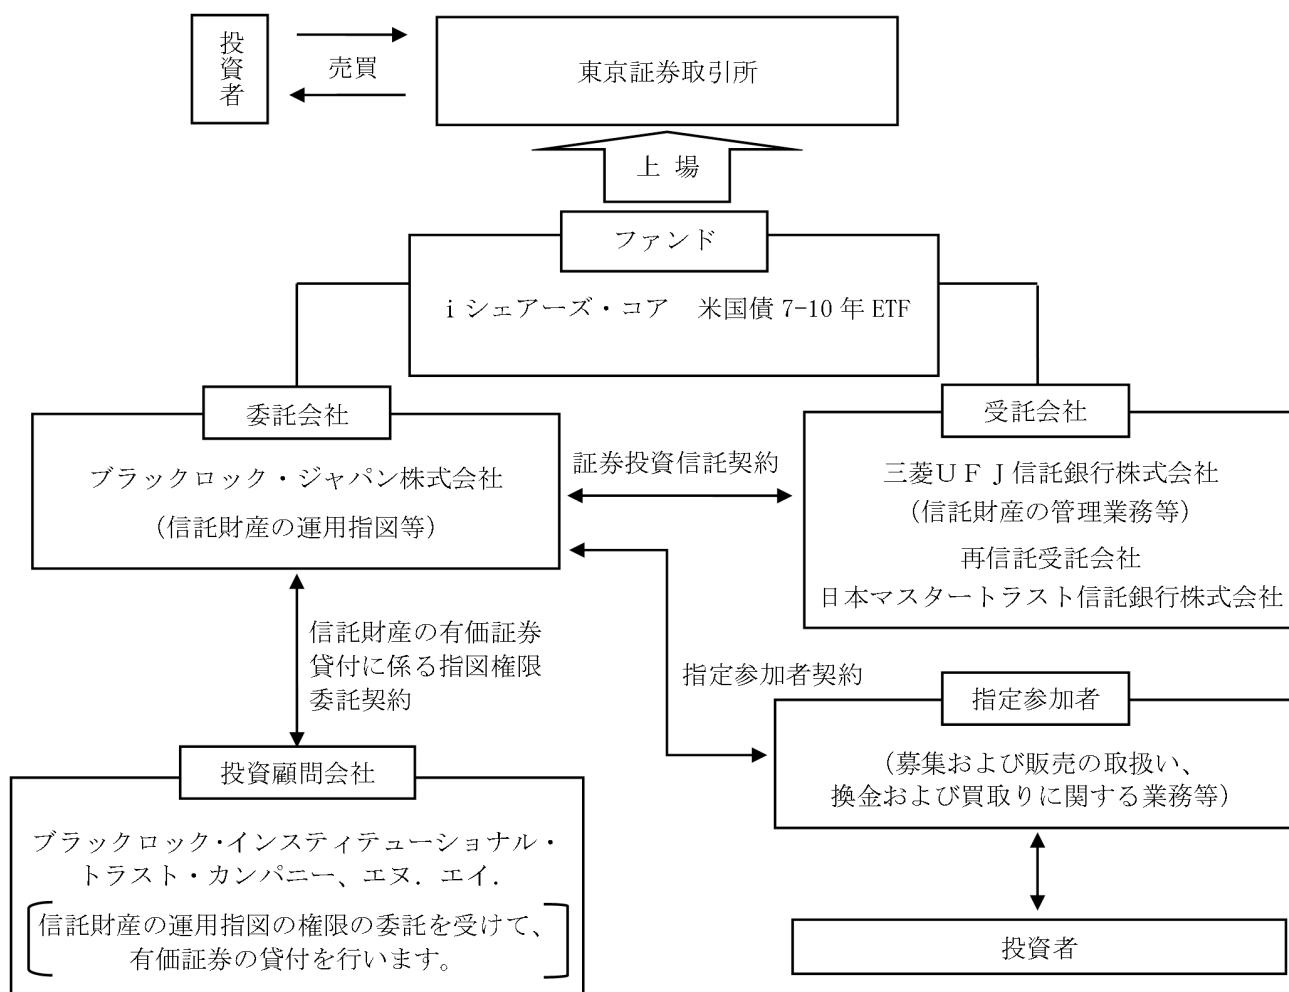 投資者
売買
東京証券取引所
上 場
ファンド
i シェアーズ・コア　米国債 7-10 年 ETF
委託会社
ブラックロック・ジャパン株式会社
（信託財産の運用指図等）
証券投資信託契約
受託会社
三菱ＵＦＪ信託銀行株式会社
（信託財産の管理業務等）
再信託受託会社
日本マスタートラスト信託銀行株式会社
信託財産の有価証券
貸付に係る指図権限
委託契約
指定参加者契約
指定参加者
（募集および販売の取扱い、
換金および買取りに関する業務等）
投資顧問会社
ブラックロック・インスティテューショナル・
トラスト・カンパニー、エヌ．エイ．
信託財産の運用指図の権限の委託を受けて、
有価証券の貸付を行います。
投資者